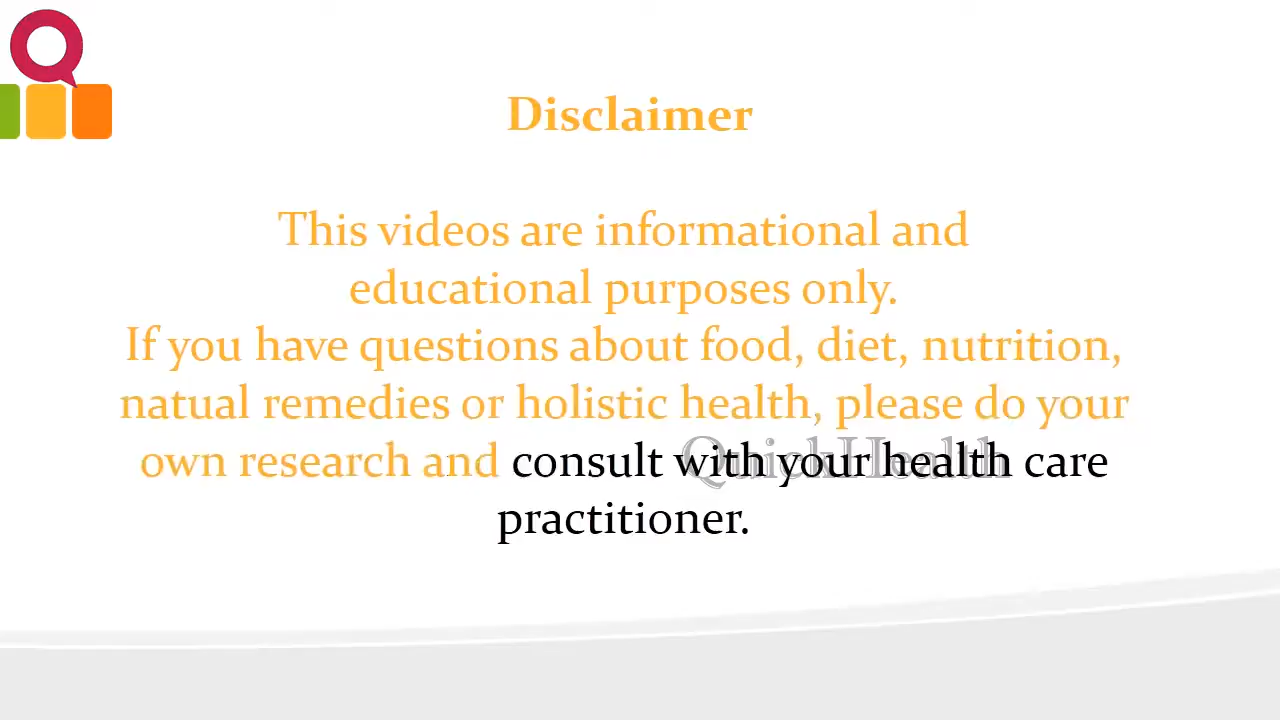 Disclaimer
This videos are informational and
educational purposes only.
If you have questions about food, diet, nutrition,
natual remedies or holistic health, please do your
own research and consult with your health care
QuickHealth
practitioner.